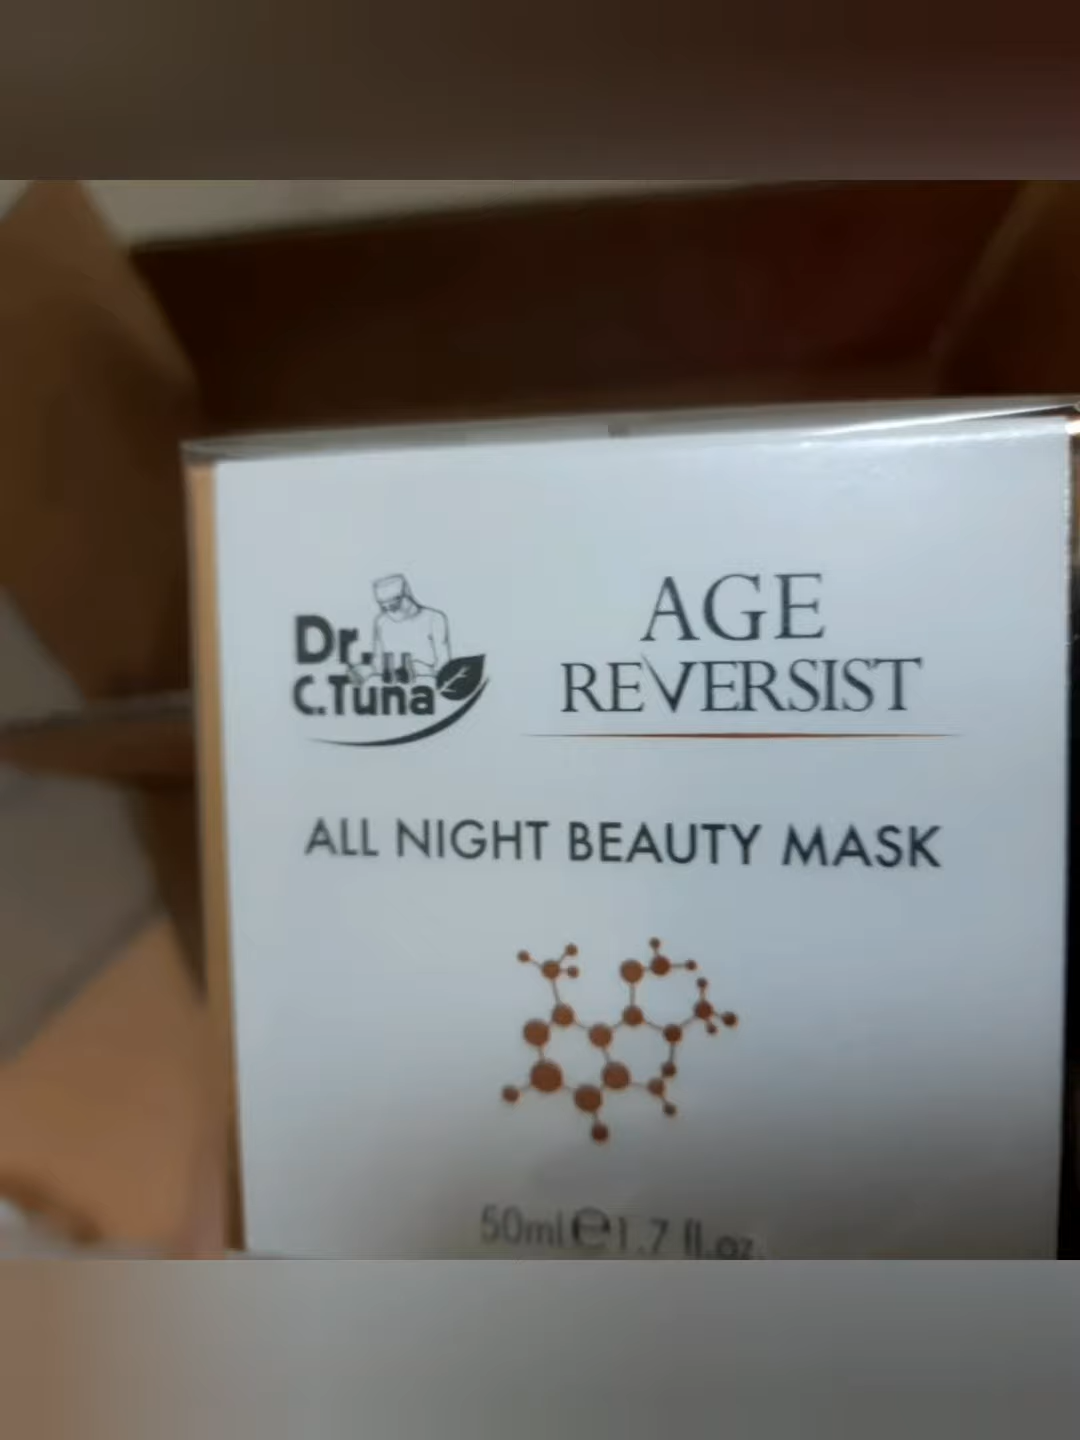 Dr.
C.Tuna
AGE
REVERSIST
ALL NIGHT BEAUTY MASK
50ml ℮ 1.7 fl.oz.